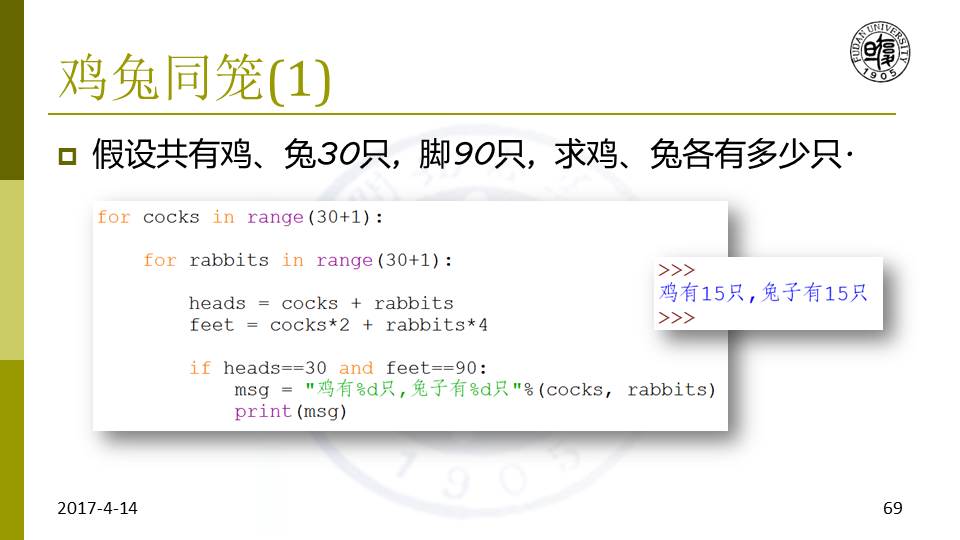 鸡兔同笼(1)
FUDAN UNIVERSITY
1905
假设共有鸡、兔30只，脚90只，求鸡、兔各有多少只·
for cocks in range(30+1):
for rabbits in range(30+1):
heads = cocks + rabbits
feet = cocks*2 + rabbits*4
if heads==30 and feet==90:
msg = "鸡有%d只,兔子有%d只"%(cocks, rabbits)
print(msg)
>>>
鸡有15只,兔子有15只
>>>
1905
2017-4-14
69